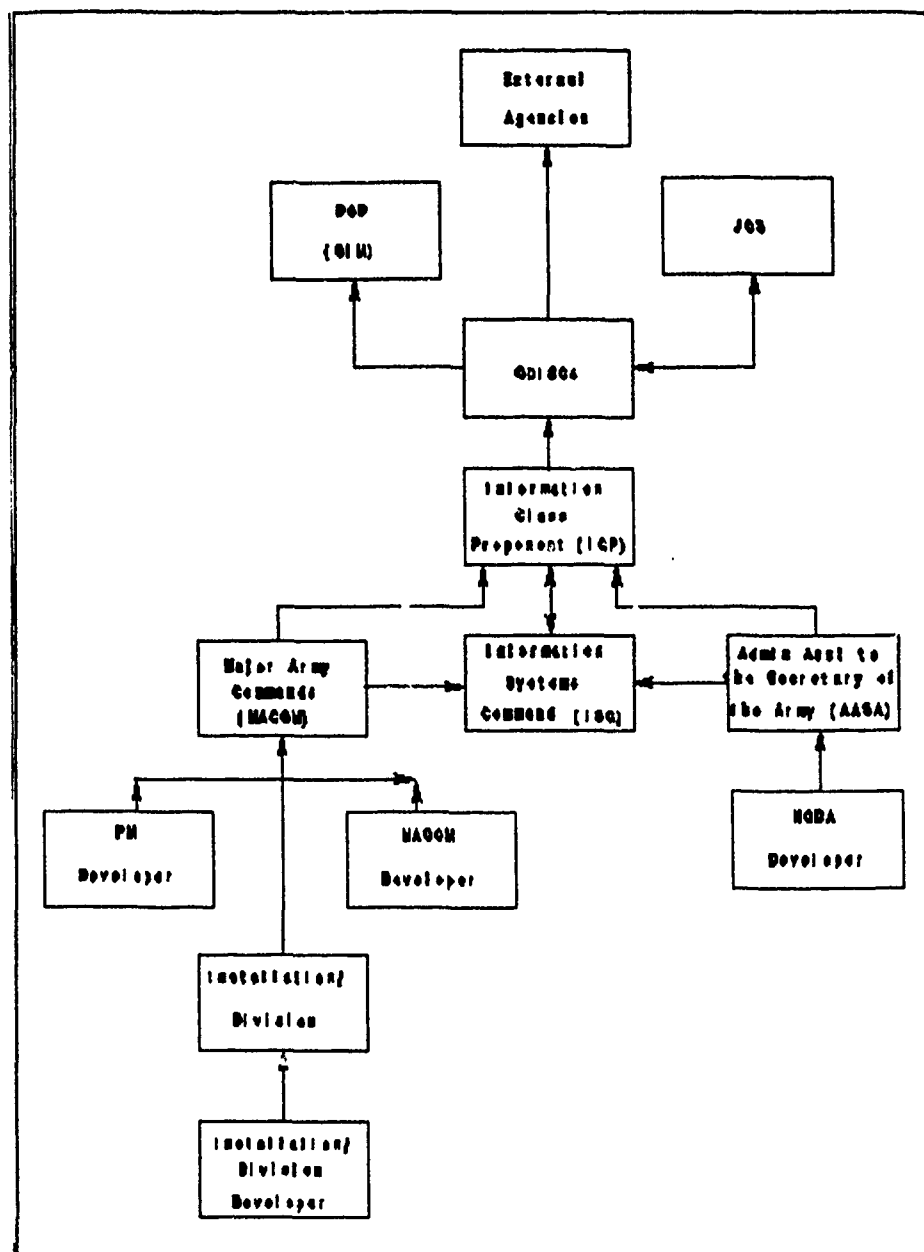 External
Agencies
DOD
(OIM)
JCS
ODISC4
Information
Class
Proponent (ICP)
Major Army
Commands
(MACOM)
Information
Systems
Command (ISC)
Admin Asst to
the Secretary of
the Army (AASA)
PM
Developer
MACOM
Developer
HQDA
Developer
Installation/
Division
Installation/
Division
Developer